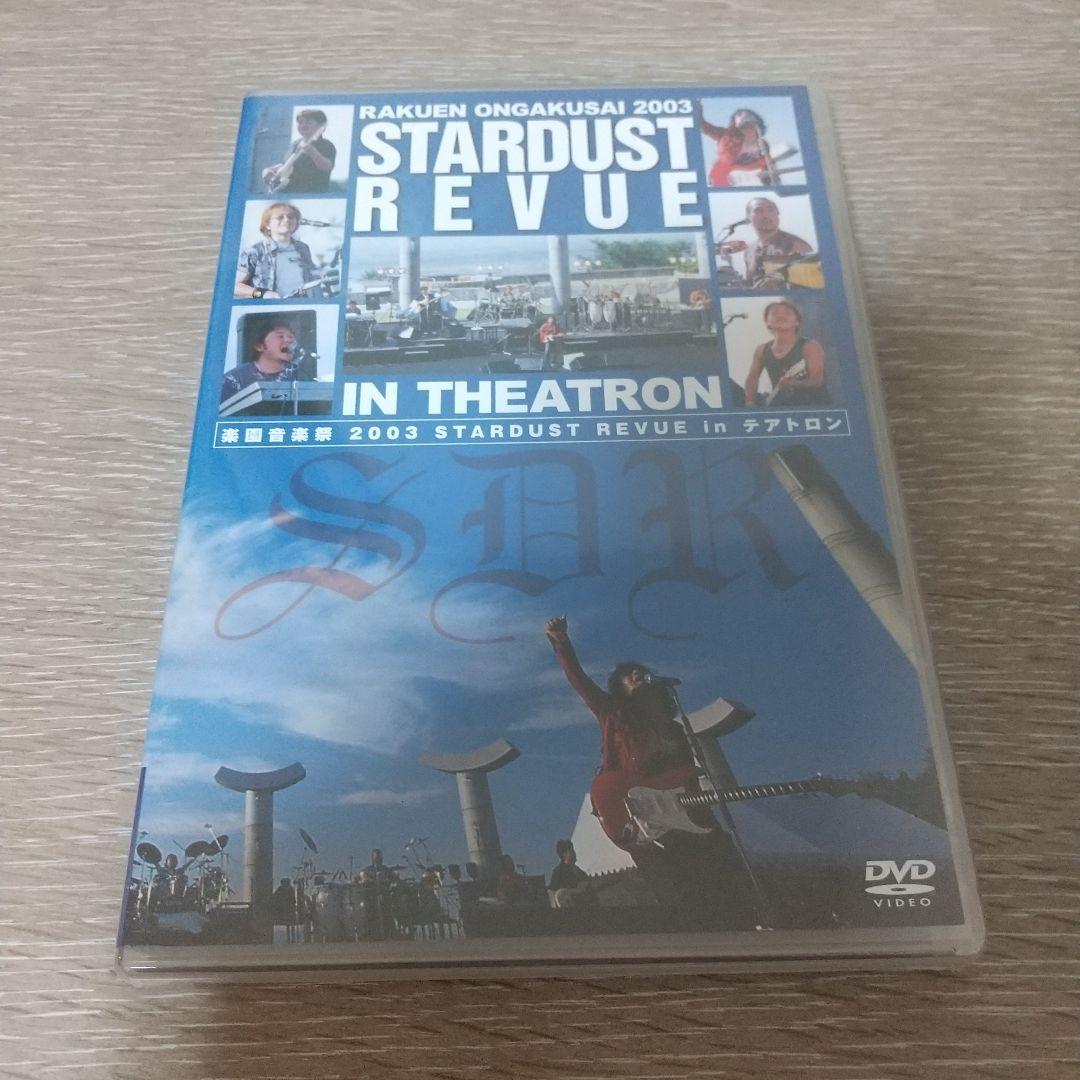 RAKUEN ONGAKUSAI 2003
STARDUST
REVUE
IN THEATRON
楽園音楽祭 2003 STARDUST REVUE in テアトロン
SDR
DVD
VIDEO